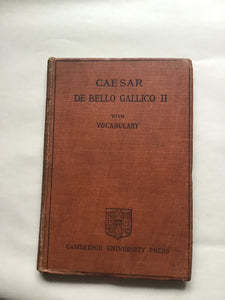 CAESAR
DE BELLO GALLICO II
WITH
VOCABULARY
CAMBRIDGE UNIVERSITY PRESS